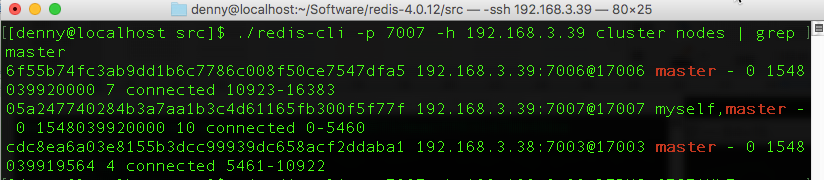 denny@localhost:~/Software/redis-4.0.12/src — -ssh 192.168.3.39 — 80×25
[[denny@localhost src]$ ./redis-cli -p 7007 -h 192.168.3.39 cluster nodes | grep ]
master
6f55b74fc3ab9dd1b6c7786c008f50ce7547dfa5 192.168.3.39:7006@17006 master - 0 1548
039920000 7 connected 10923-16383
05a247740284b3a7aa1b3c4d61165fb300f5f77f 192.168.3.39:7007@17007 myself,master -
 0 1548039920000 10 connected 0-5460
cdc8ea6a03e8155b3dcc99939dc658acf2ddaba1 192.168.3.38:7003@17003 master - 0 1548
039919564 4 connected 5461-10922